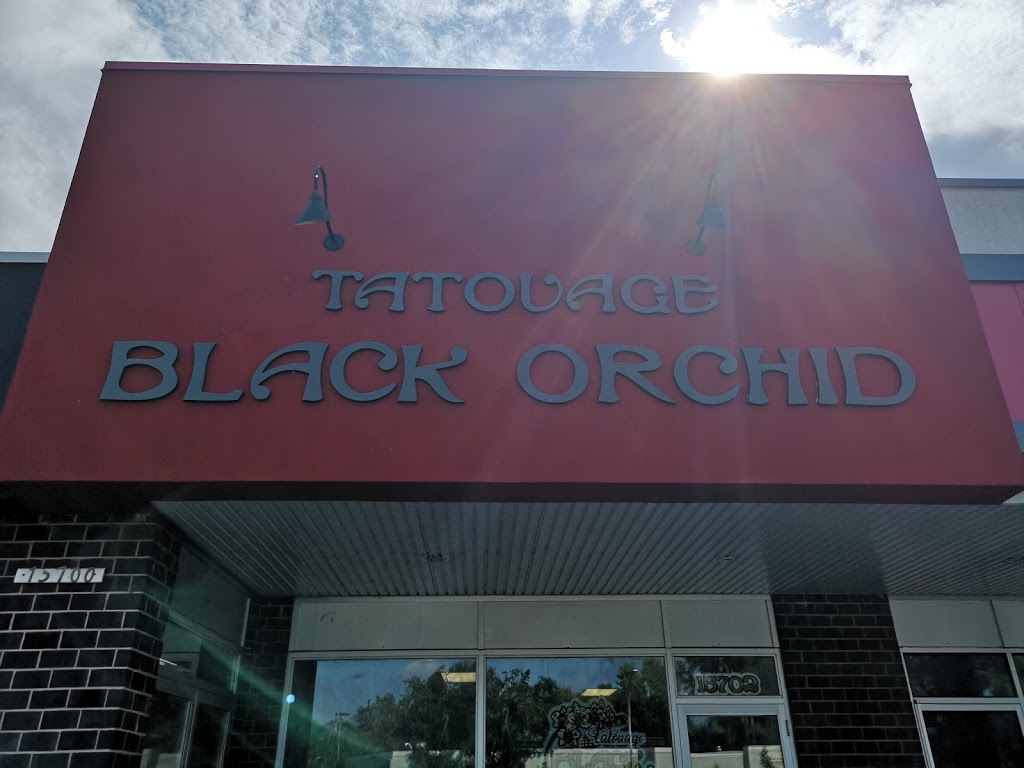 TATOUAGE
BLACK ORCHID
15700
15702
Tatouage